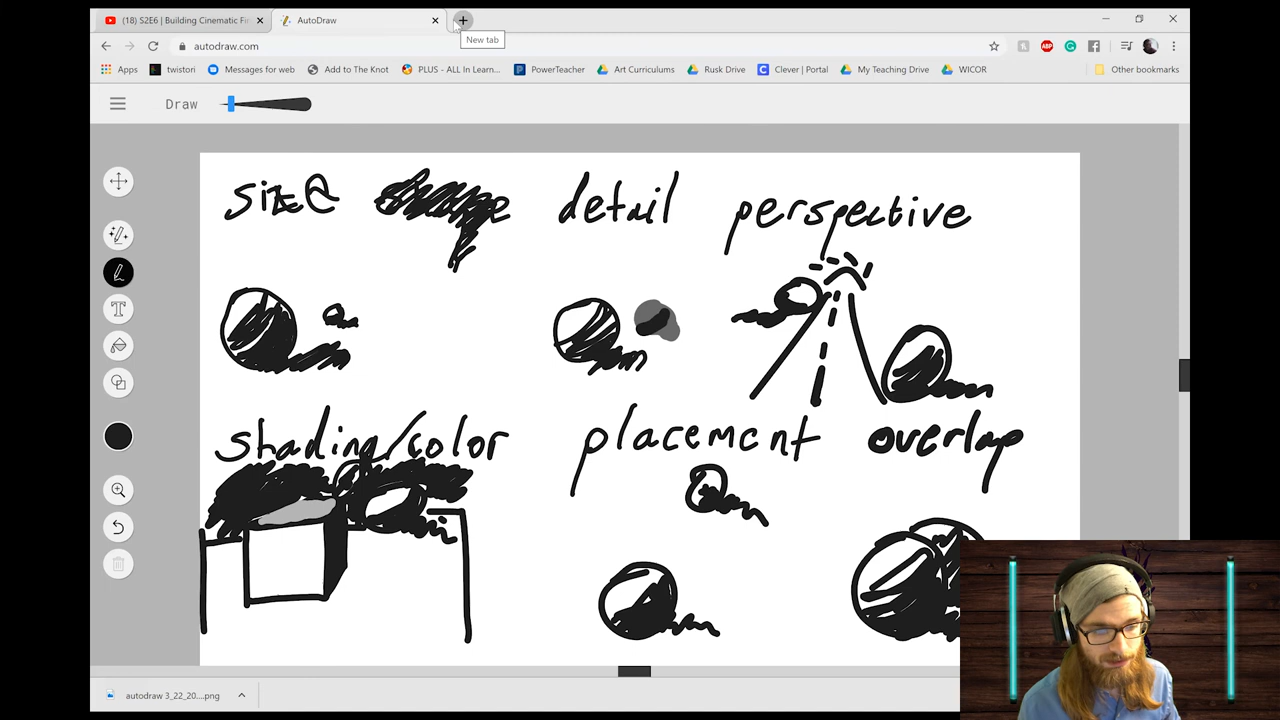 (18) S2E6 | Building Cinematic Fi
AutoDraw
New tab
autodraw.com
Apps
twistori
Messages for web
Add to The Knot
PLUS - ALL In Learn...
PowerTeacher
Art Curriculums
Rusk Drive
Clever | Portal
My Teaching Drive
WICOR
Other bookmarks
Draw
size
detail
perspective
shading/color
placement
overlap
autodraw 3_22_20....png